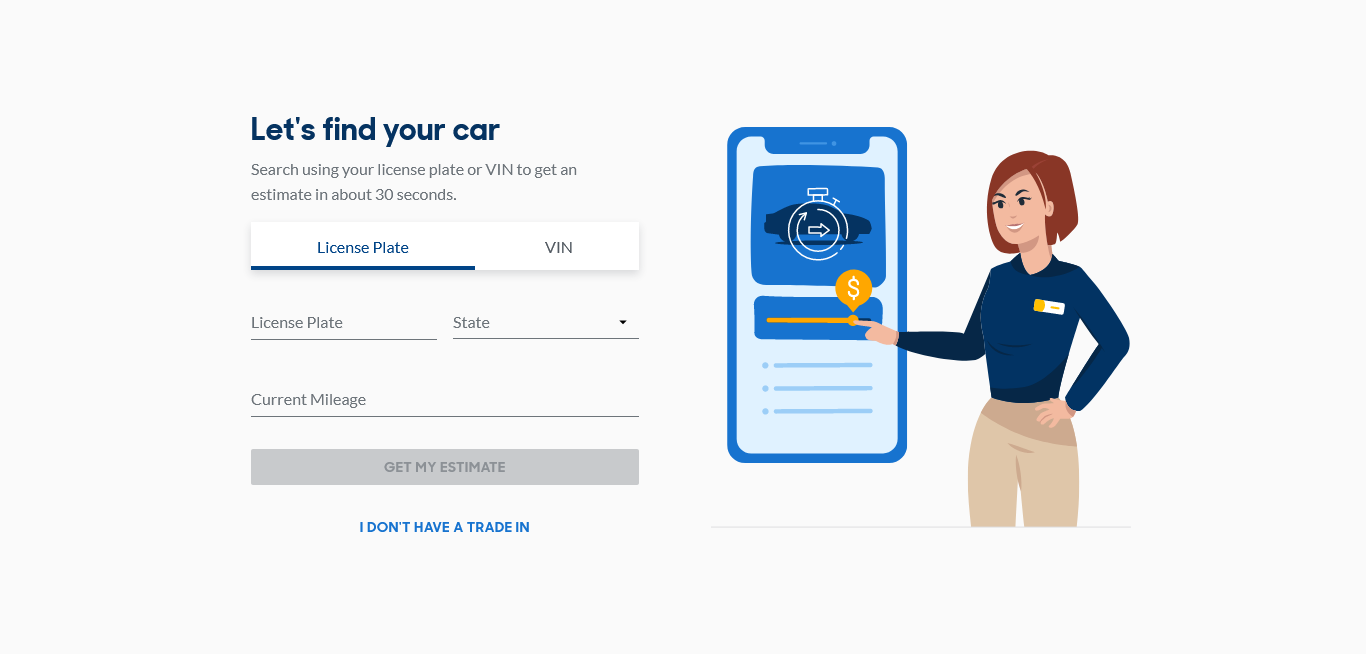 Let's find your car
Search using your license plate or VIN to get an
estimate in about 30 seconds.
License Plate
VIN
License Plate
State
Current Mileage
GET MY ESTIMATE
I DON'T HAVE A TRADE IN
$